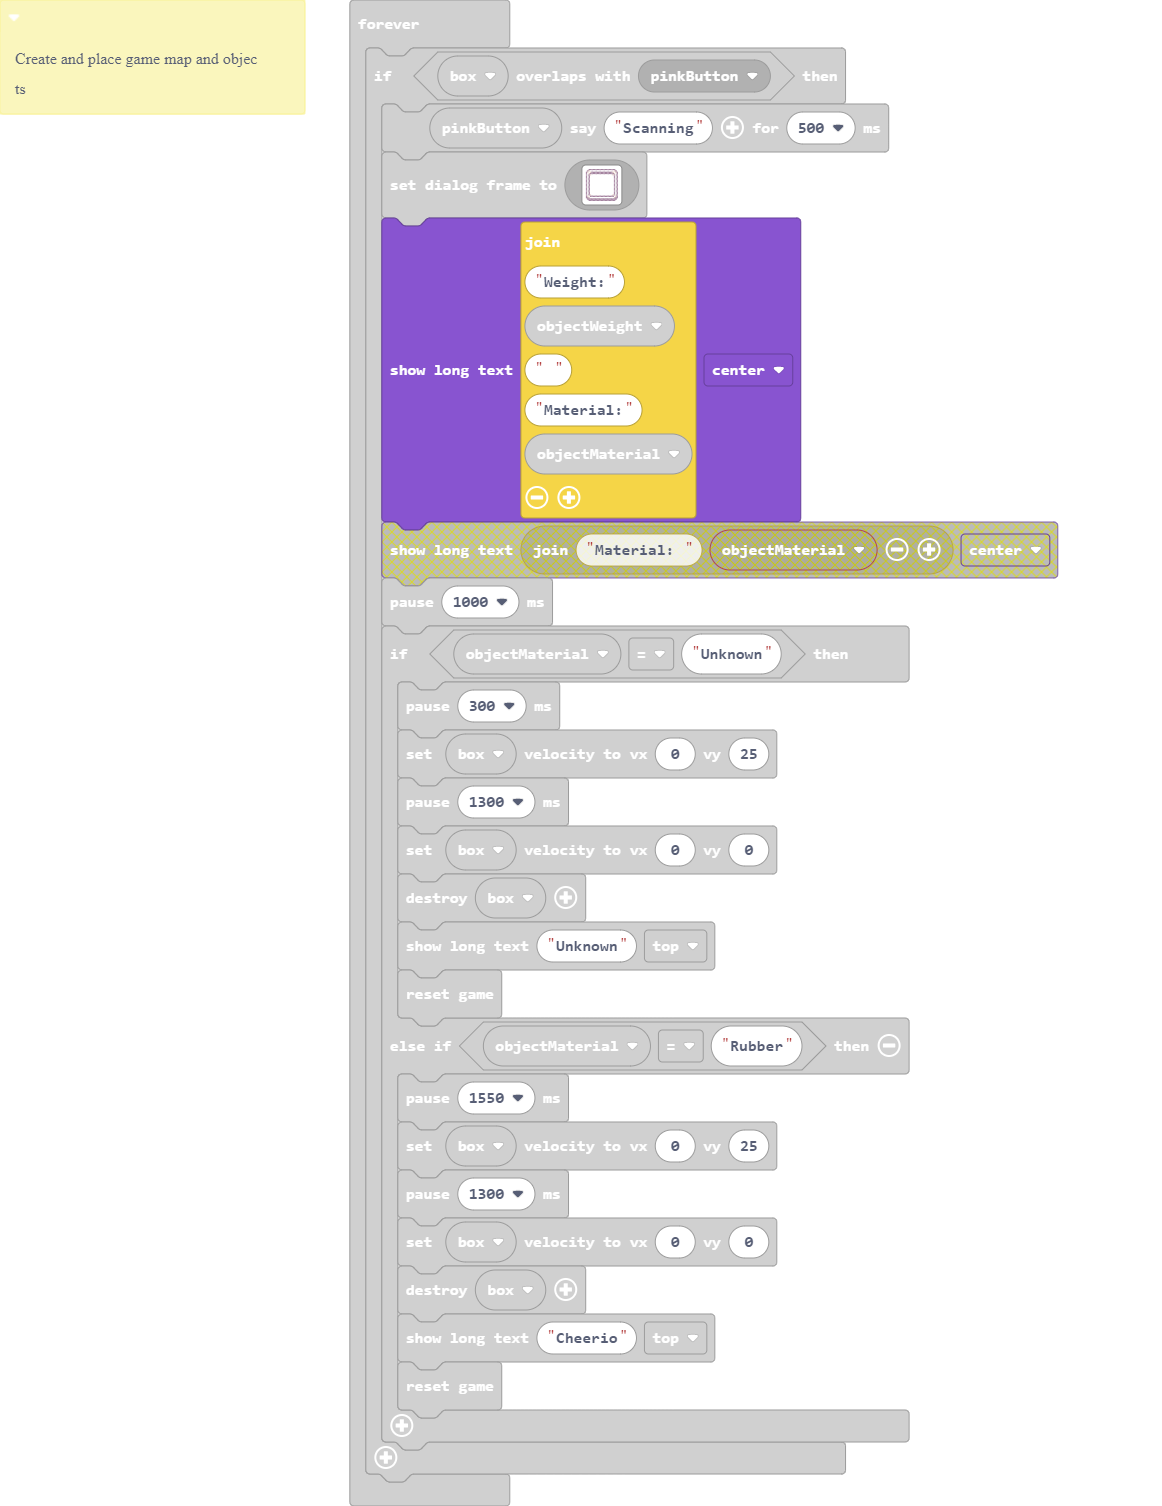 Create and place game map and objec
ts
forever
if box overlaps with pinkButton then
pinkButton say "Scanning" for 500 ms
set dialog frame to
join
"Weight:"
objectWeight
show long text " " center
"Material:"
objectMaterial
show long text join "Material: " objectMaterial center
pause 1000 ms
if objectMaterial = "Unknown" then
pause 300 ms
set box velocity to vx 0 vy 25
pause 1300 ms
set box velocity to vx 0 vy 0
destroy box
show long text "Unknown" top
reset game
else if objectMaterial = "Rubber" then
pause 1550 ms
set box velocity to vx 0 vy 25
pause 1300 ms
set box velocity to vx 0 vy 0
destroy box
show long text "Cheerio" top
reset game